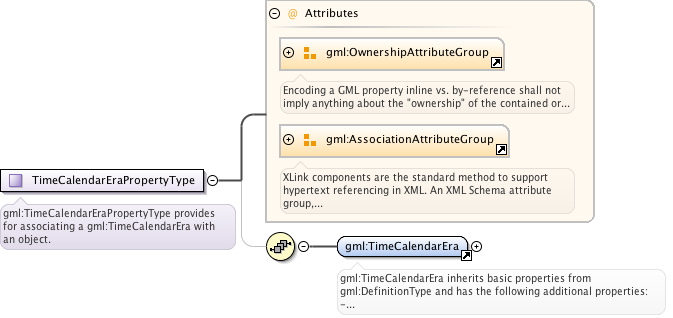 Attributes
gml:OwnershipAttributeGroup
Encoding a GML property inline vs. by-reference shall not
imply anything about the "ownership" of the contained or...
gml:AssociationAttributeGroup
XLink components are the standard method to support
hypertext referencing in XML. An XML Schema attribute
group,...
TimeCalendarEraPropertyType
gml:TimeCalendarEraPropertyType provides
for associating a gml:TimeCalendarEra with
an object.
gml:TimeCalendarEra
gml:TimeCalendarEra inherits basic properties from
gml:DefinitionType and has the following additional properties:
-...